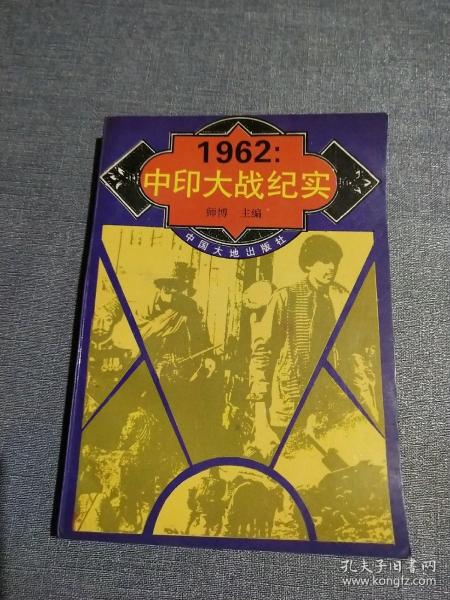 1962:
中印大战纪实
师博 主编
中国大地出版社
孔夫子旧书网
www.kongfz.com